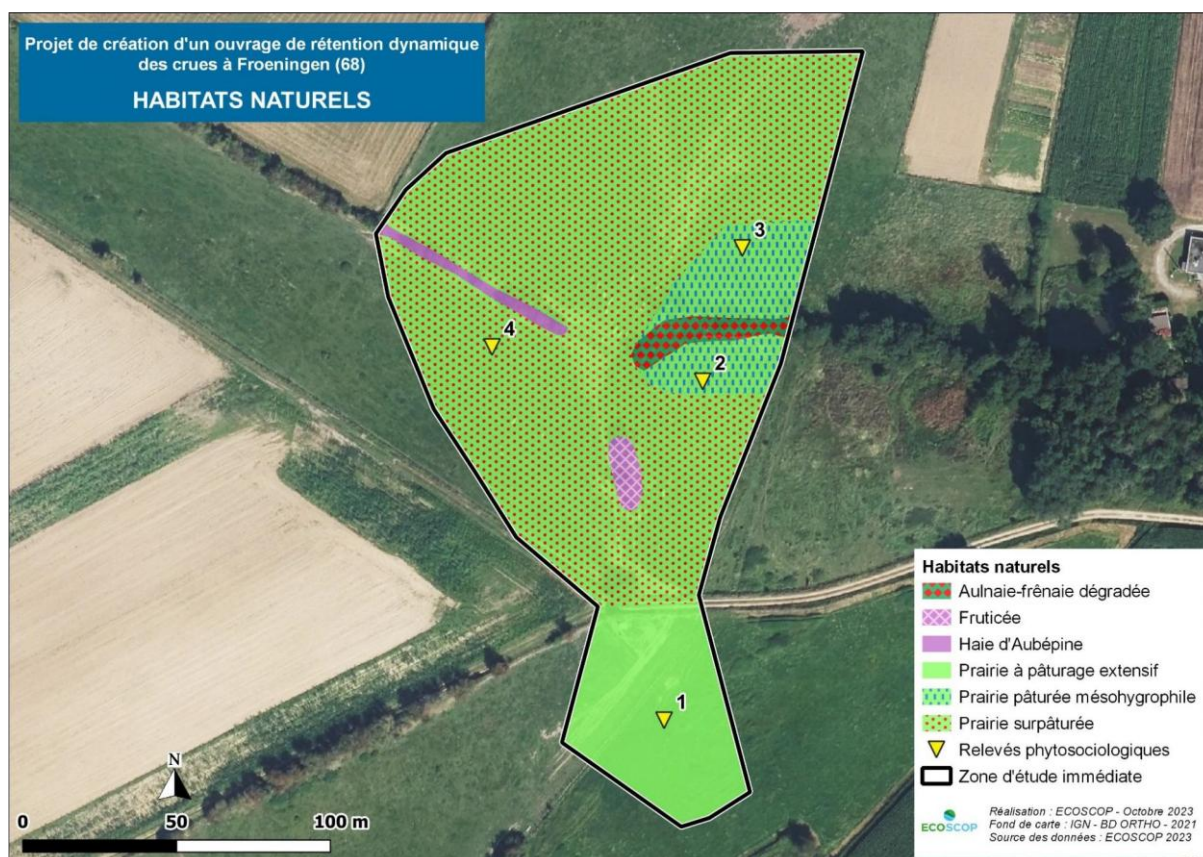 Projet de création d'un ouvrage de rétention dynamique
des crues à Froeningen (68)
HABITATS NATURELS
3
4
2
1
N
0 50 100 m
Habitats naturels
Aulnaie-frênaie dégradée
Fruticée
Haie d'Aubépine
Prairie à pâturage extensif
Prairie pâturée mésohygrophile
Prairie surpâturée
Relevés phytosociologiques
Zone d'étude immédiate
ECOSCOP
Réalisation : ECOSCOP - Octobre 2023
Fond de carte : IGN - BD ORTHO - 2021
Source des données : ECOSCOP 2023